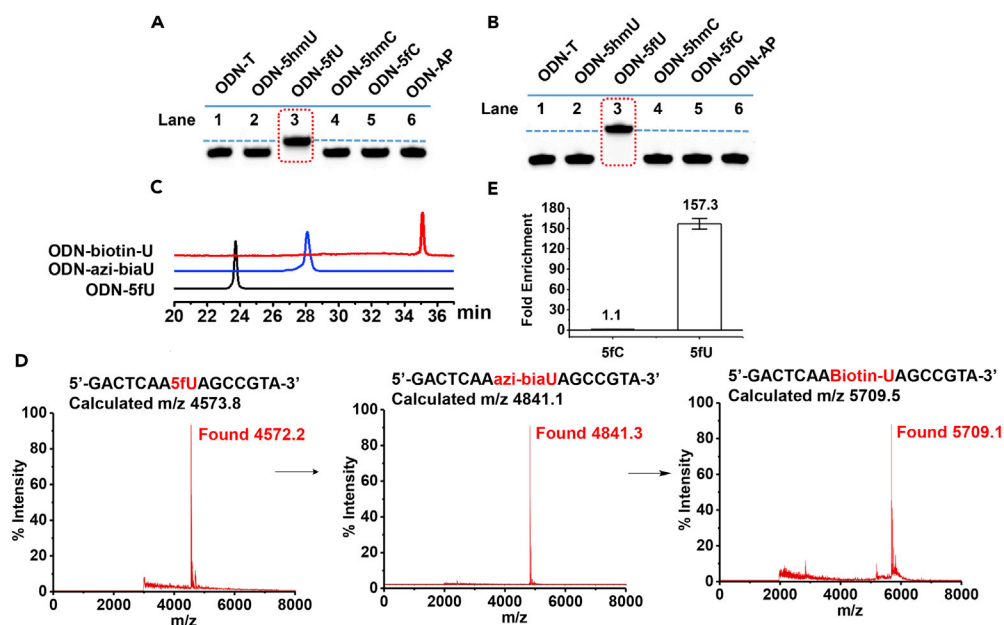 A
ODN-T
ODN-5hmU
ODN-5fU
ODN-5hmC
ODN-5fC
ODN-AP
Lane 1 2 3 4 5 6
B
ODN-T
ODN-5hmU
ODN-5fU
ODN-5hmC
ODN-5fC
ODN-AP
Lane 1 2 3 4 5 6
C
ODN-biotin-U
ODN-azi-biaU
ODN-5fU
20 22 24 26 28 30 32 34 36 min
E
Fold Enrichment
180
150
120
90
60
30
0
1.1
157.3
5fC 5fU
D
5'-GACTCAA5fUAGCCGTA-3'
Calculated m/z 4573.8
Found 4572.2
% Intensity
100
80
60
40
20
0
0 2000 4000 6000 8000
m/z
5'-GACTCAAazi-biaUAGCCGTA-3'
Calculated m/z 4841.1
Found 4841.3
% Intensity
100
80
60
40
20
0
0 2000 4000 6000 8000
m/z
5'-GACTCAABiotin-UAGCCGTA-3'
Calculated m/z 5709.5
Found 5709.1
% Intensity
100
80
60
40
20
0
0 2000 4000 6000 8000
m/z